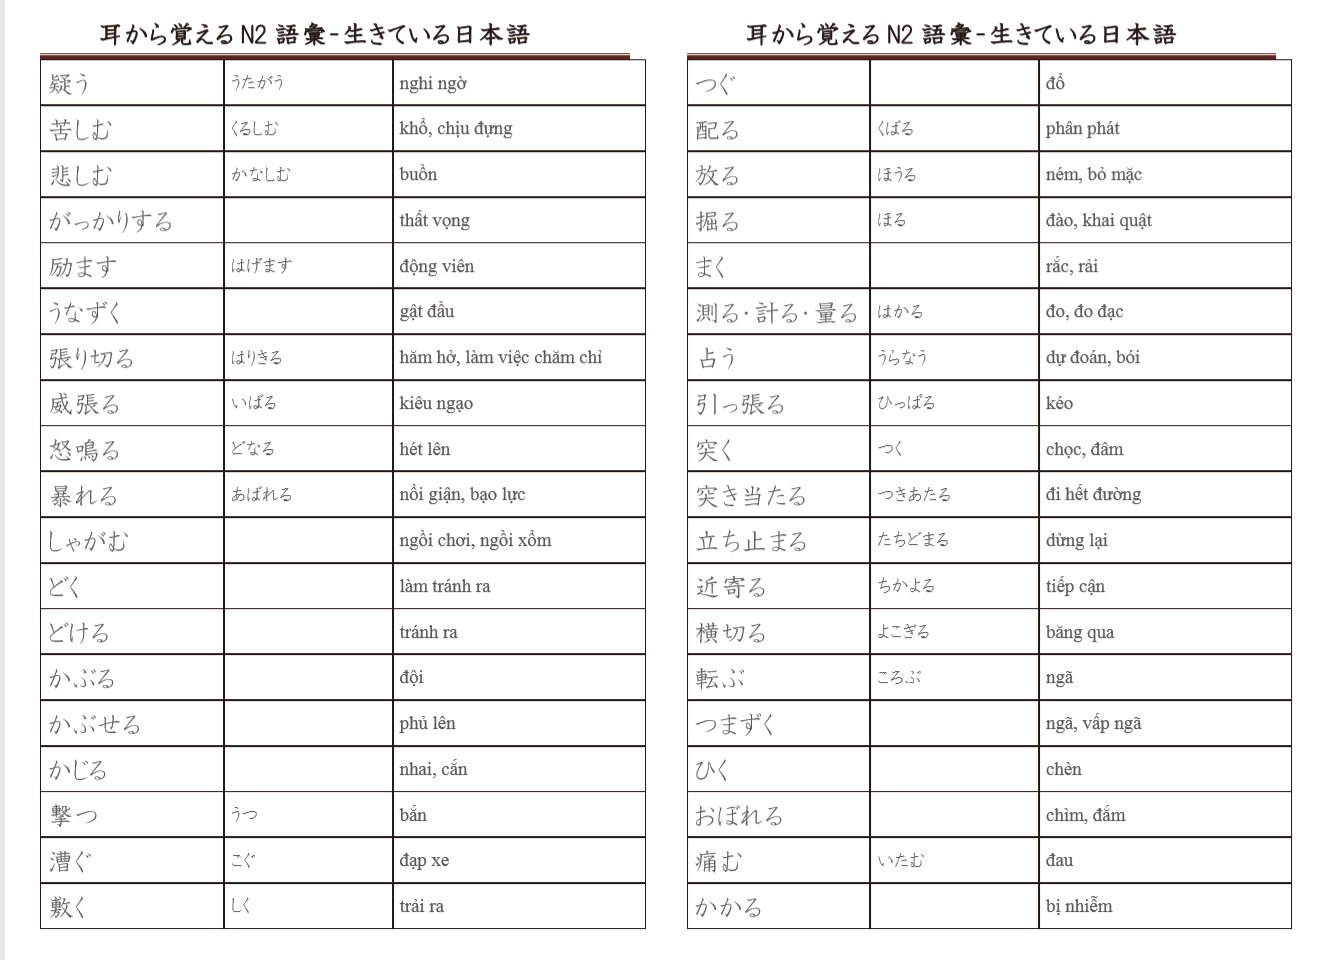 耳から覚える N2 語彙 - 生きている日本語
疑う うたがう nghi ngờ
苦しむ くるしむ khổ, chịu đựng
悲しむ かなしむ buồn
がっかりする thất vọng
励ます はげます động viên
うなずく gật đầu
張り切る はりきる hăm hở, làm việc chăm chỉ
威張る いばる kiêu ngạo
怒鳴る どなる hét lên
暴れる あばれる nổi giận, bạo lực
しゃがむ ngồi chơi, ngồi xổm
どく làm tránh ra
どける tránh ra
かぶる đội
かぶせる phủ lên
かじる nhai, cắn
撃つ うつ bắn
漕ぐ こぐ đạp xe
敷く しく trải ra
耳から覚える N2 語彙 - 生きている日本語
つぐ đổ
配る くばる phân phát
放る ほうる ném, bỏ mặc
掘る ほる đào, khai quật
まく rắc, rải
測る・計る・量る はかる đo, đo đạc
占う うらなう dự đoán, bói
引っ張る ひっぱる kéo
突く つく chọc, đâm
突き当たる つきあたる đi hết đường
立ち止まる たちどまる dừng lại
近寄る ちかよる tiếp cận
横切る よこぎる băng qua
転ぶ ころぶ ngã
つまずく ngã, vấp ngã
ひく chèn
おぼれる chìm, đắm
痛む いたむ đau
かかる bị nhiễm